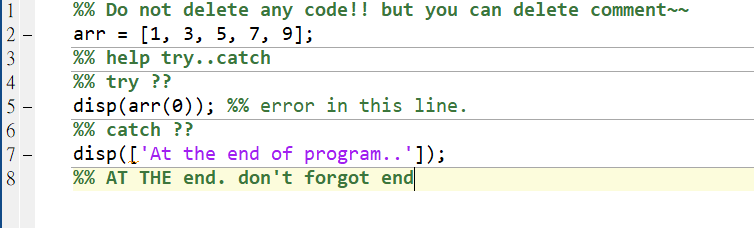 1 %% Do not delete any code!! but you can delete comment~~
2 – arr = [1, 3, 5, 7, 9];
3 %% help try..catch
4 %% try ??
5 – disp(arr(0)); %% error in this line.
6 %% catch ??
7 – disp(['At the end of program..']);
8 %% AT THE end. don't forgot end